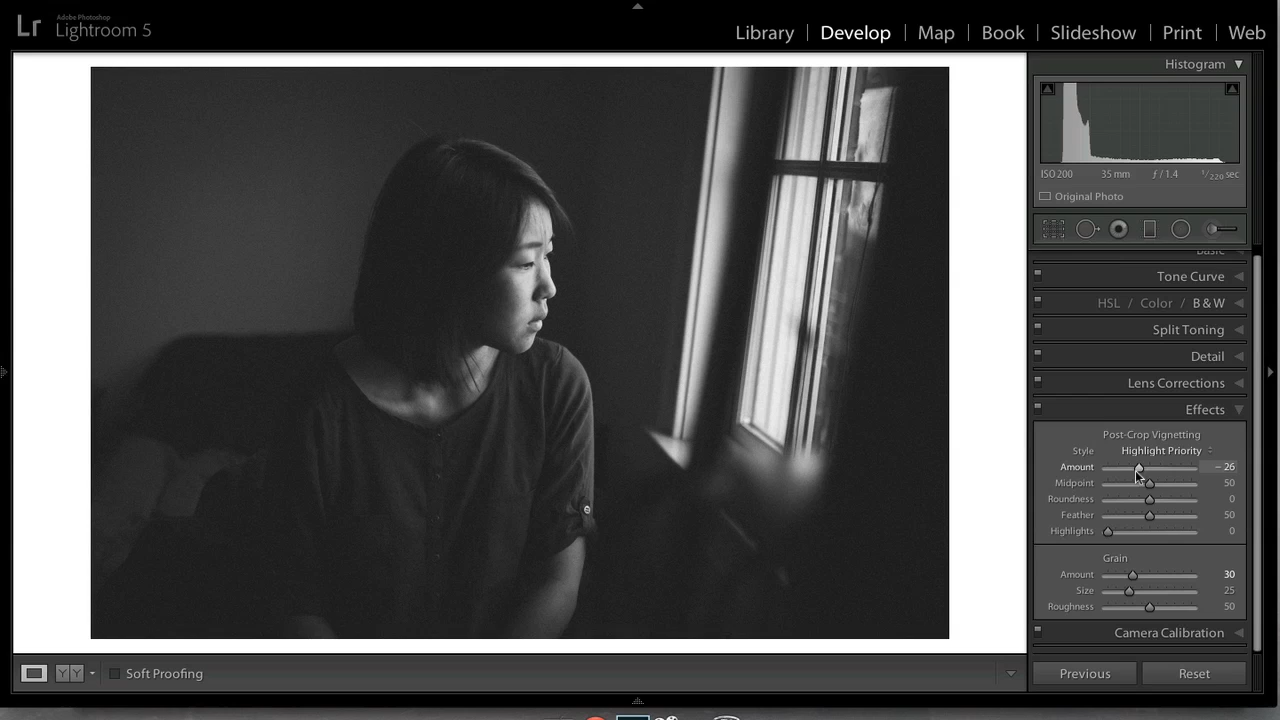 Lr
Adobe Photoshop
Lightroom 5
Library | Develop | Map | Book | Slideshow | Print | Web
Histogram
ISO 200 35 mm ƒ / 1.4 1/220 sec
Original Photo
Basic
Tone Curve
HSL / Color / B & W
Split Toning
Detail
Lens Corrections
Effects
Post-Crop Vignetting
Style Highlight Priority
Amount – 26
Midpoint 50
Roundness 0
Feather 50
Highlights 0
Grain
Amount 30
Size 25
Roughness 50
Camera Calibration
Y Y Soft Proofing
Previous Reset